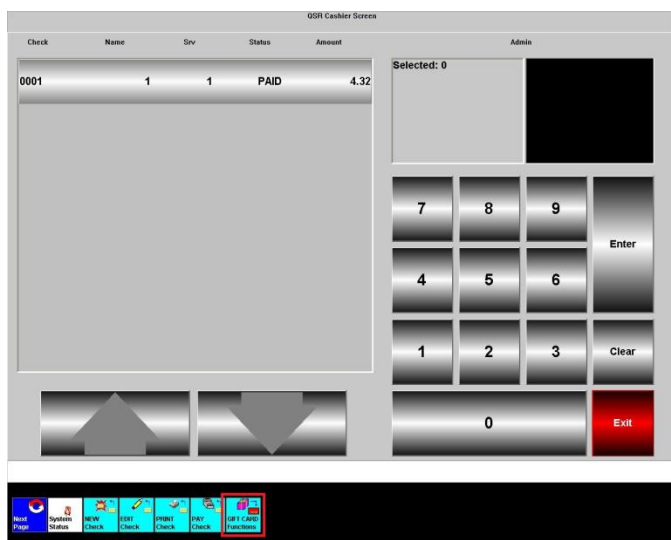 QSR Cashier Screen
Check Name Srv Status Amount Admin
0001 1 1 PAID 4.32
Selected: 0
7 8 9
Enter
4 5 6
1 2 3 Clear
0 Exit
Next Page
System Status
NEW Check
EDIT Check
PRINT Check
PAY Check
GIFT CARD Functions